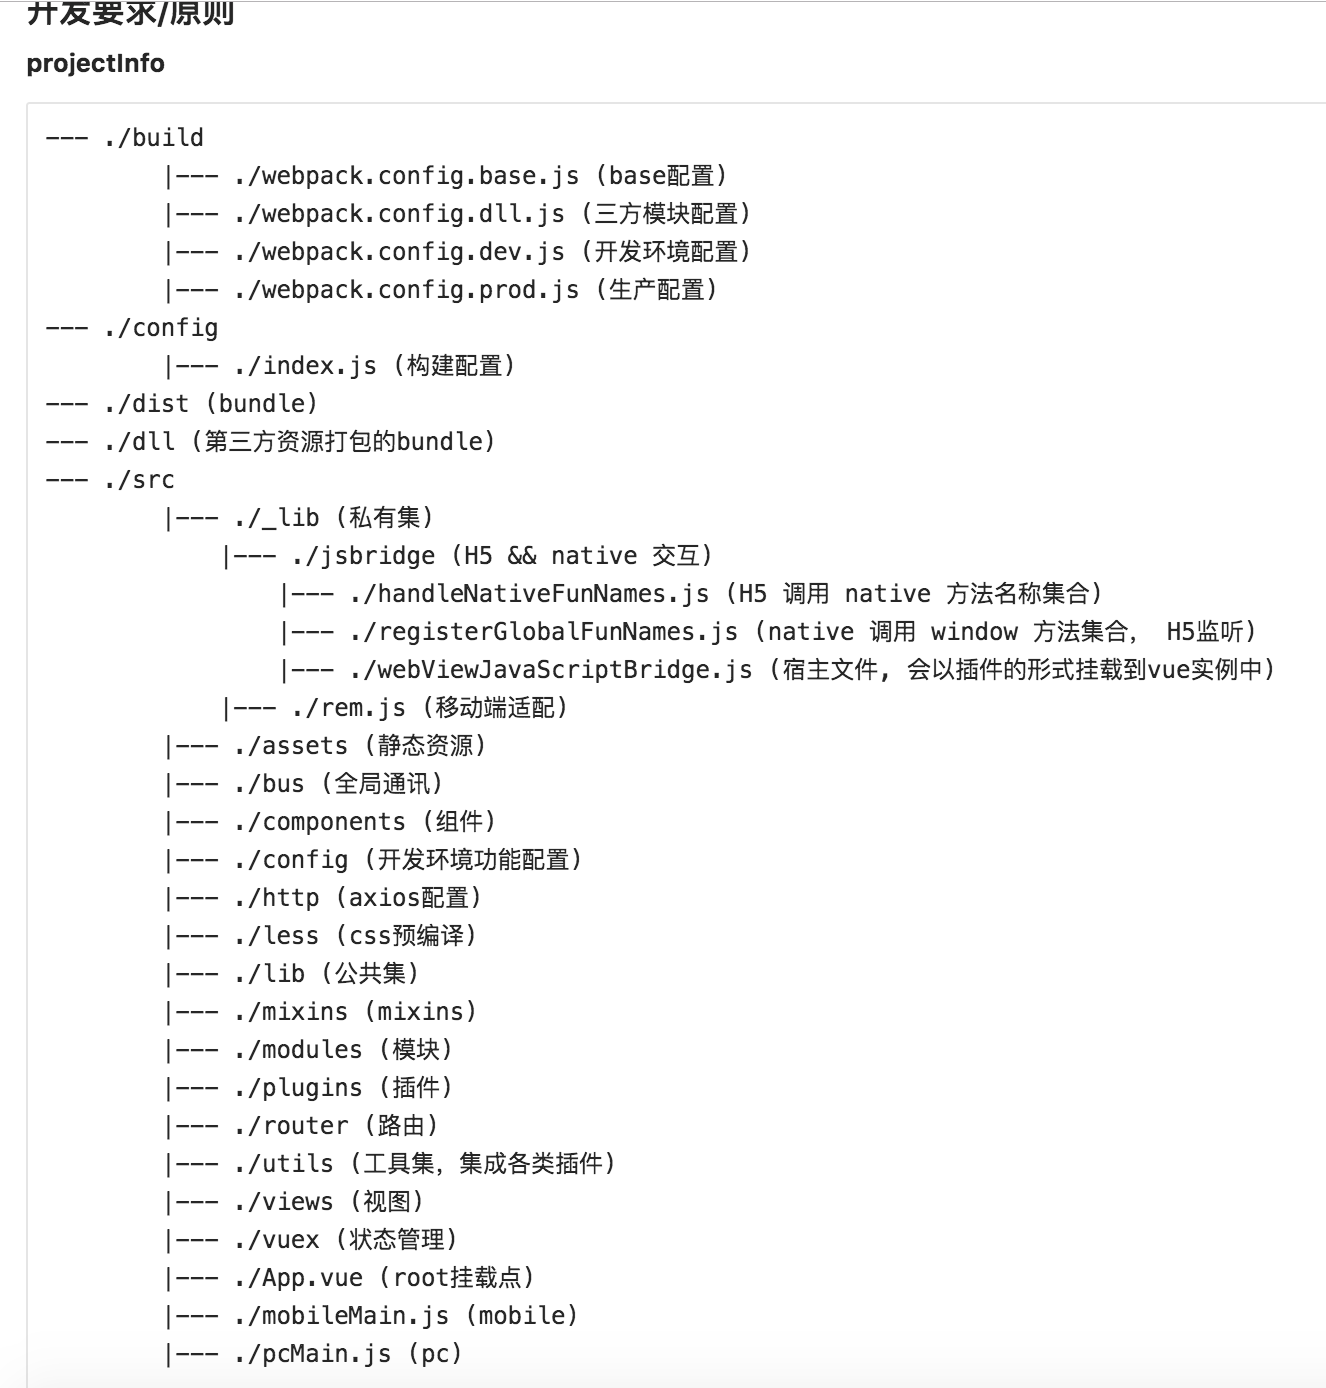 开发要求/原则
projectInfo
--- ./build
|--- ./webpack.config.base.js (base配置)
|--- ./webpack.config.dll.js (三方模块配置)
|--- ./webpack.config.dev.js (开发环境配置)
|--- ./webpack.config.prod.js (生产配置)
--- ./config
|--- ./index.js (构建配置)
--- ./dist (bundle)
--- ./dll (第三方资源打包的bundle)
--- ./src
|--- ./_lib (私有集)
|--- ./jsbridge (H5 && native 交互)
|--- ./handleNativeFunNames.js (H5 调用 native 方法名称集合)
|--- ./registerGlobalFunNames.js (native 调用 window 方法集合， H5监听)
|--- ./webViewJavaScriptBridge.js (宿主文件, 会以插件的形式挂载到vue实例中)
|--- ./rem.js (移动端适配)
|--- ./assets (静态资源)
|--- ./bus (全局通讯)
|--- ./components (组件)
|--- ./config (开发环境功能配置)
|--- ./http (axios配置)
|--- ./less (css预编译)
|--- ./lib (公共集)
|--- ./mixins (mixins)
|--- ./modules (模块)
|--- ./plugins (插件)
|--- ./router (路由)
|--- ./utils (工具集，集成各类插件)
|--- ./views (视图)
|--- ./vuex (状态管理)
|--- ./App.vue (root挂载点)
|--- ./mobileMain.js (mobile)
|--- ./pcMain.js (pc)